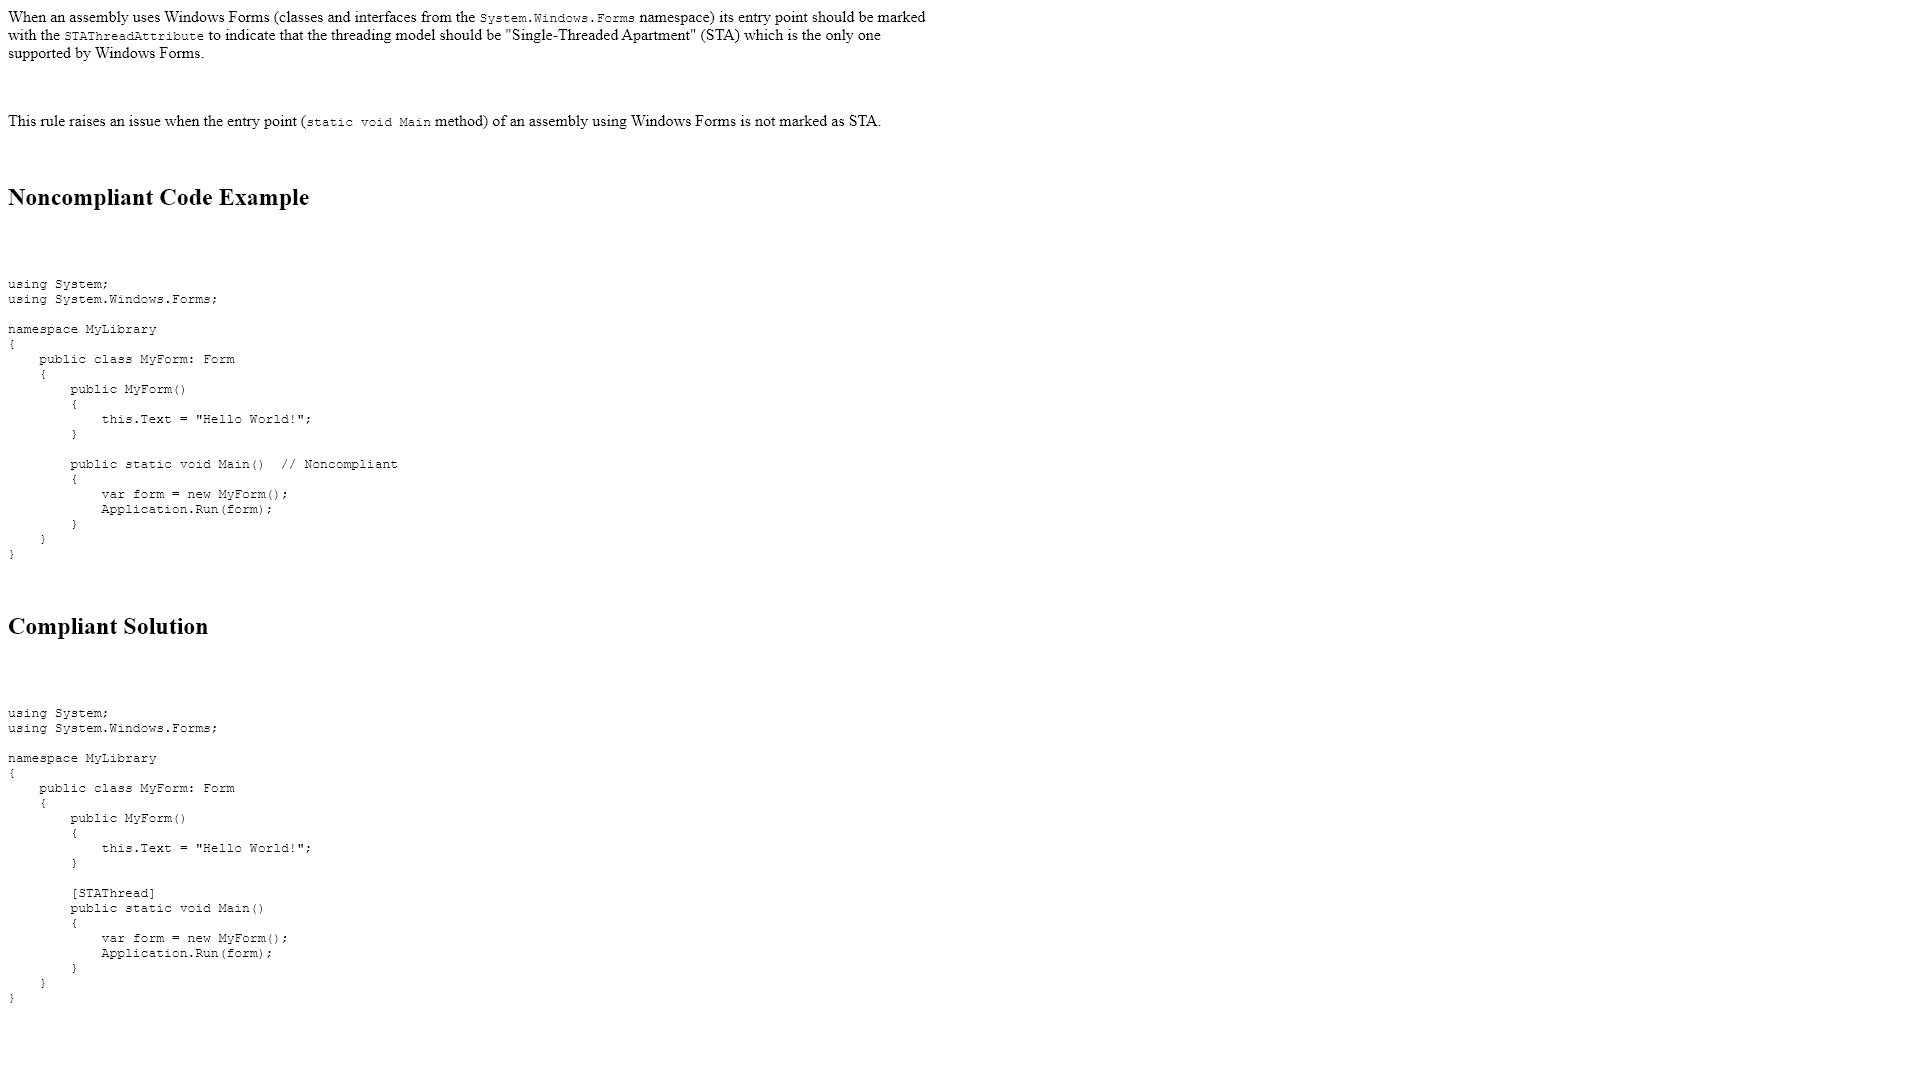 When an assembly uses Windows Forms (classes and interfaces from the System.Windows.Forms namespace) its entry point should be marked
with the STAThreadAttribute to indicate that the threading model should be "Single-Threaded Apartment" (STA) which is the only one
supported by Windows Forms.
This rule raises an issue when the entry point (static void Main method) of an assembly using Windows Forms is not marked as STA.
Noncompliant Code Example
using System;
using System.Windows.Forms;
namespace MyLibrary
{
    public class MyForm: Form
    {
        public MyForm()
        {
            this.Text = "Hello World!";
        }
        public static void Main()  // Noncompliant
        {
            var form = new MyForm();
            Application.Run(form);
        }
    }
}
Compliant Solution
using System;
using System.Windows.Forms;
namespace MyLibrary
{
    public class MyForm: Form
    {
        public MyForm()
        {
            this.Text = "Hello World!";
        }
        [STAThread]
        public static void Main()
        {
            var form = new MyForm();
            Application.Run(form);
        }
    }
}